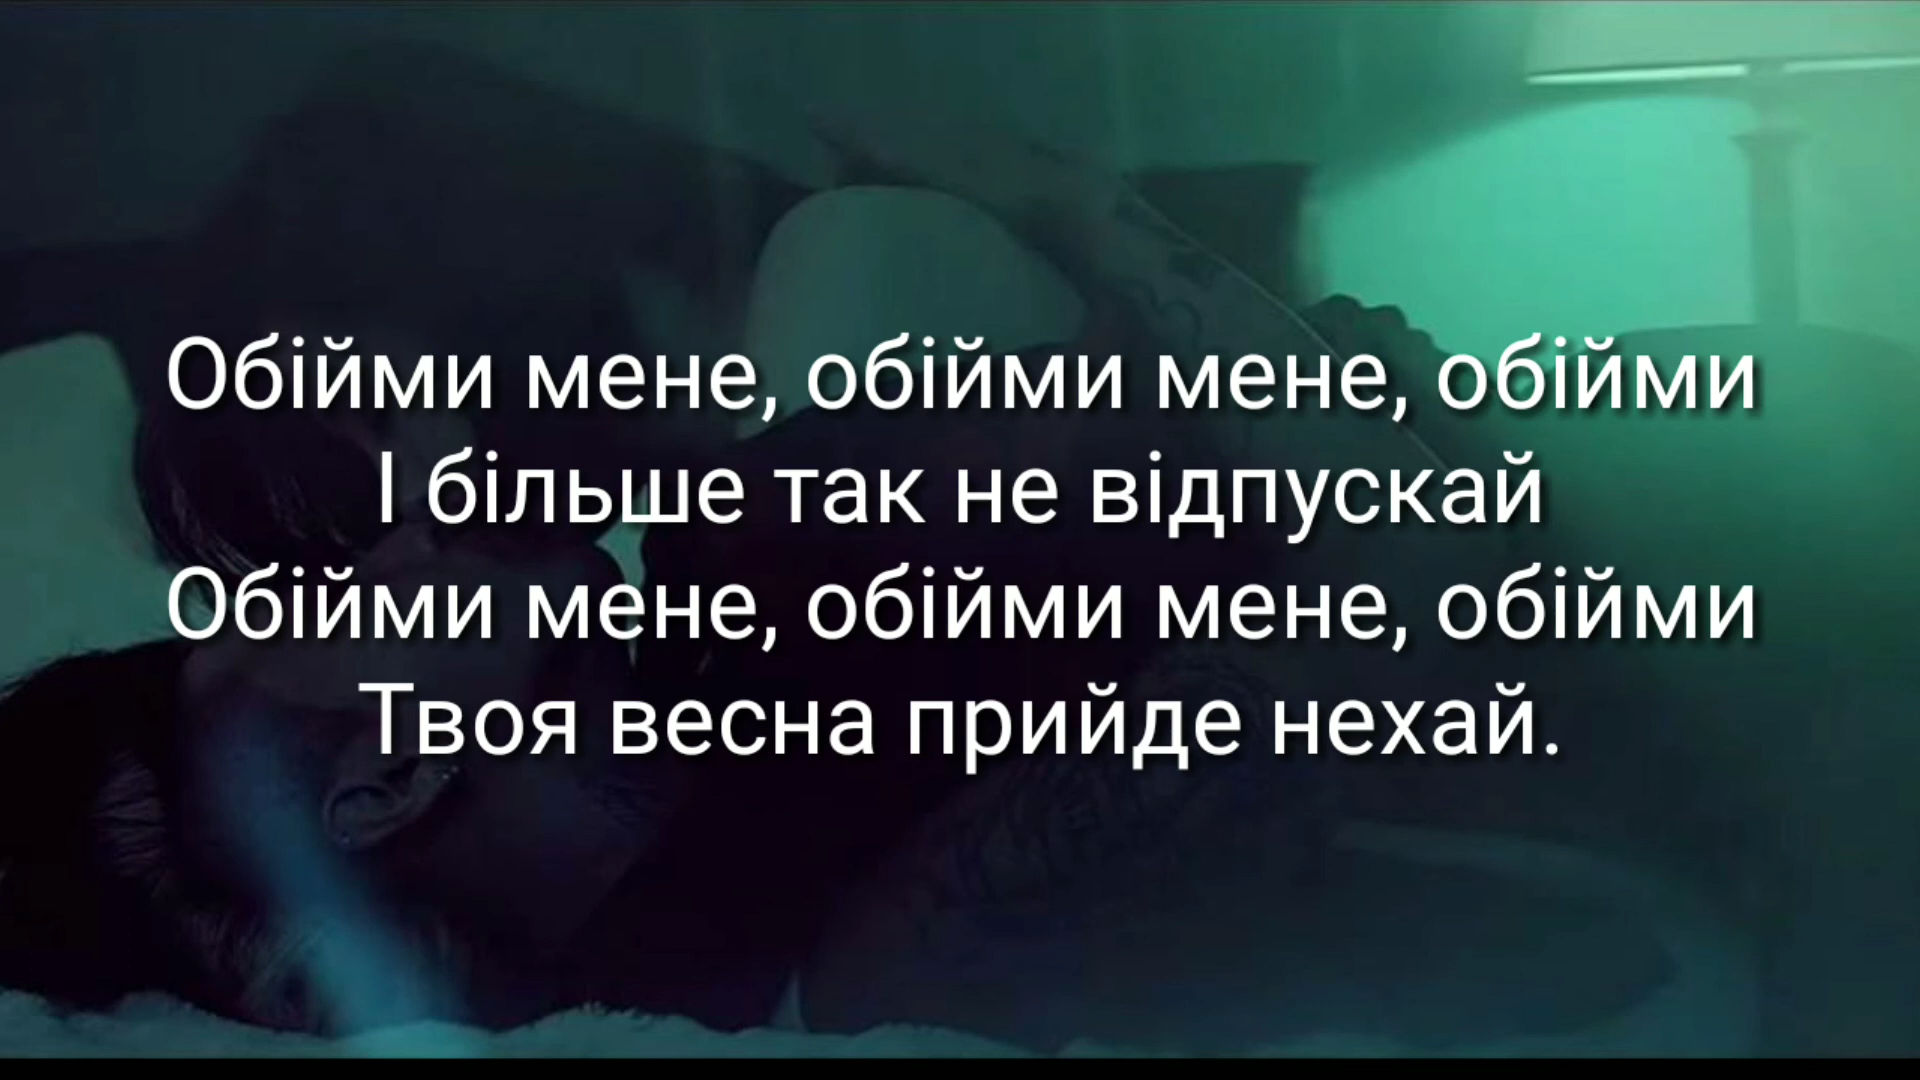 Обійми мене, обійми мене, обійми
І більше так не відпускай
Обійми мене, обійми мене, обійми
Твоя весна прийде нехай.